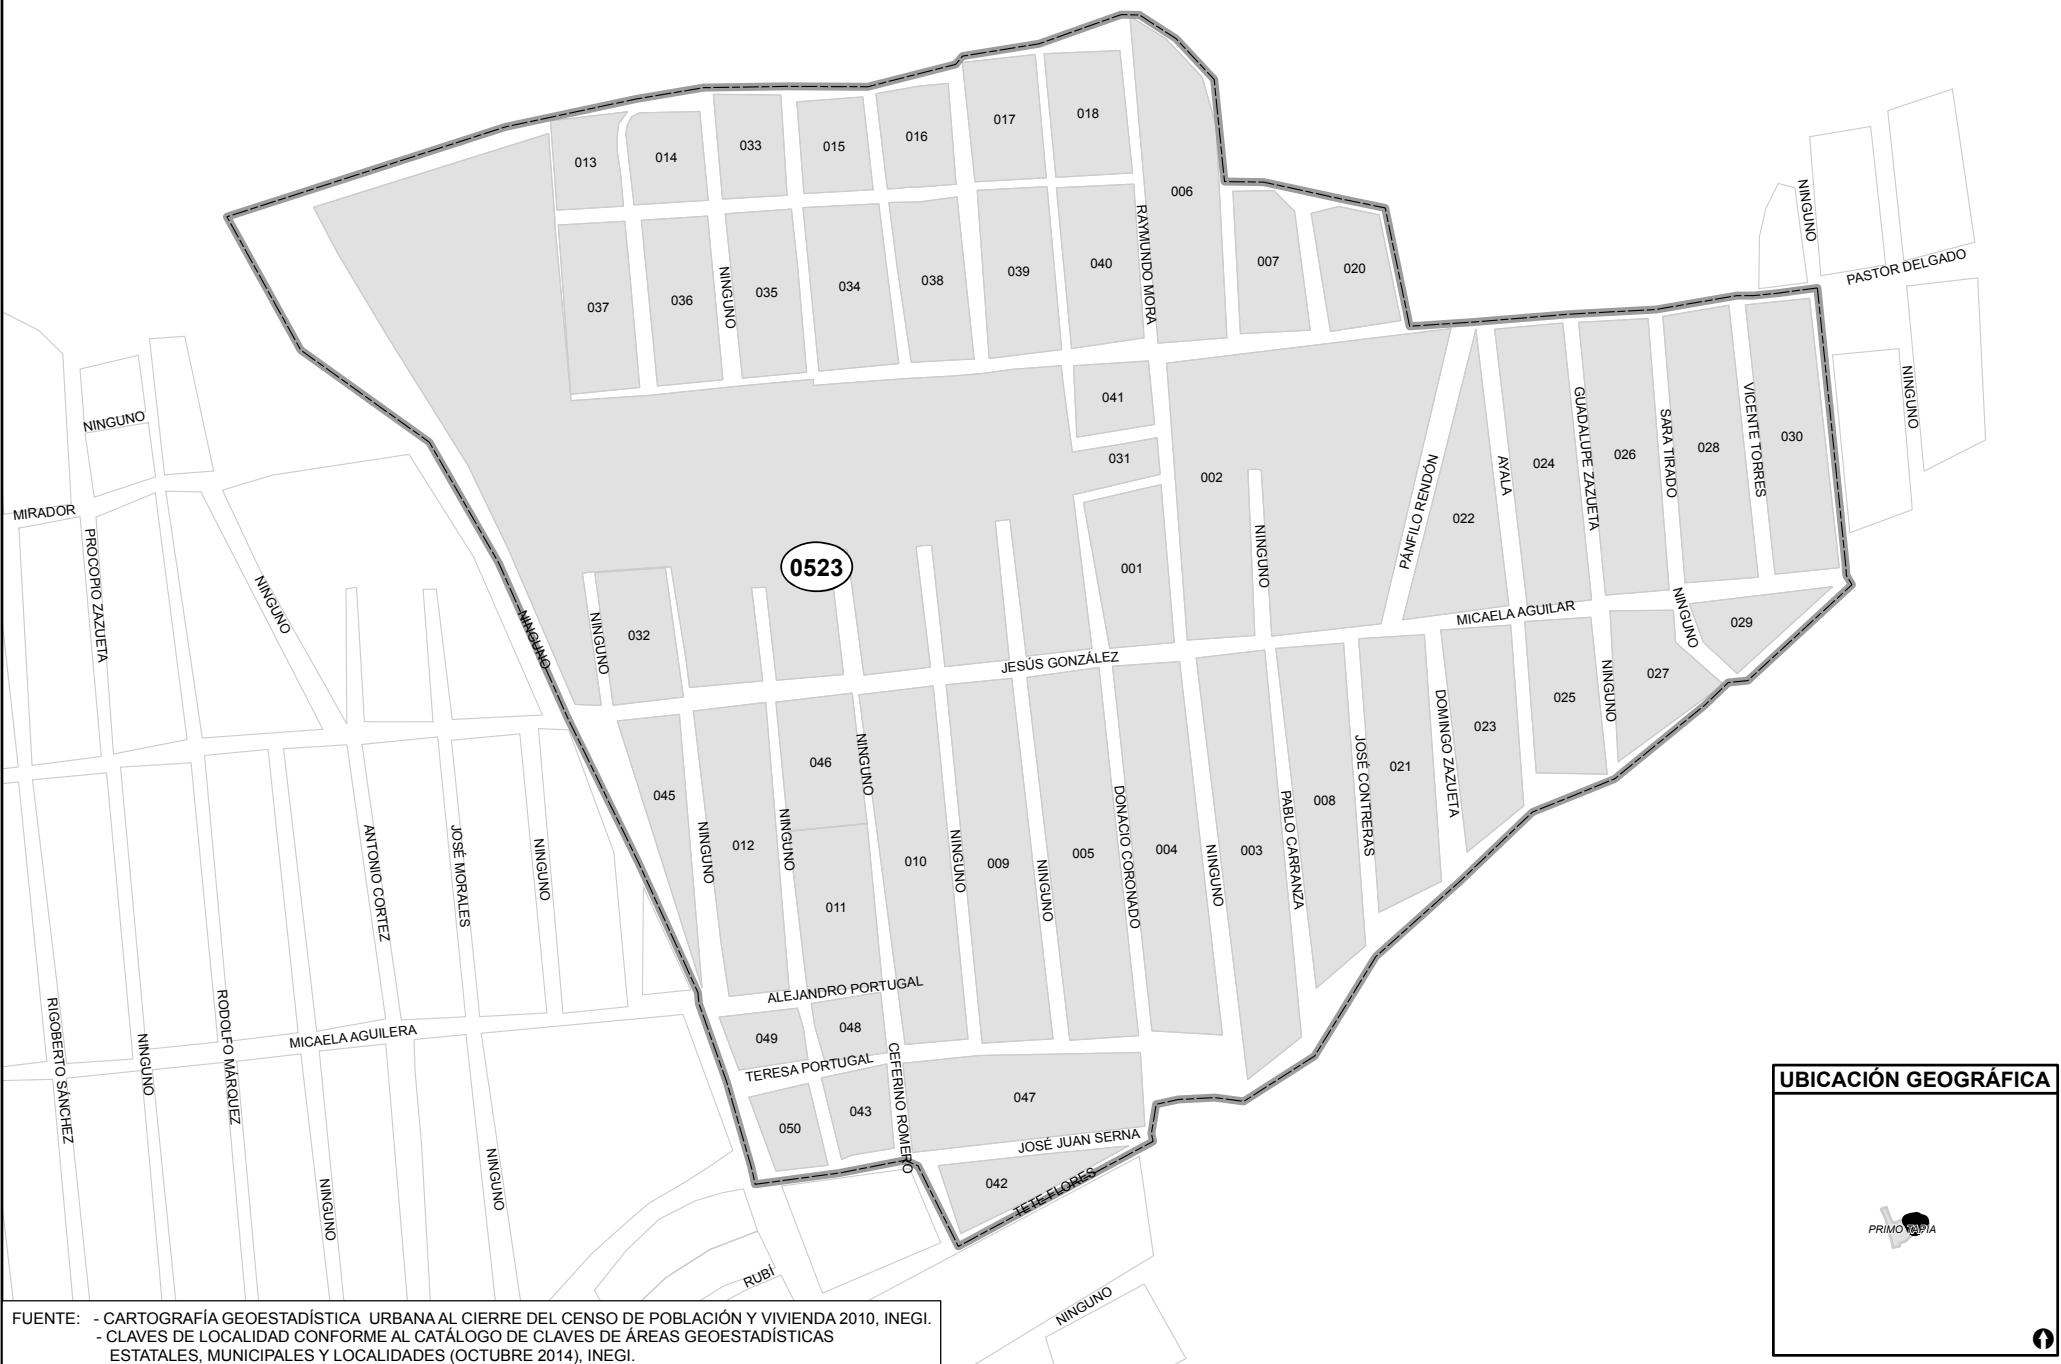 017
018
033
015
016
013
014
006
RAYMUNDO MORA
NINGUNO
PASTOR DELGADO
007
020
039
040
038
034
035
NINGUNO
036
037
NINGUNO
041
031
002
001
NINGUNO
PÁNFILO RENDÓN
022
AYALA
024
GUADALUPE ZAZUETA
026
SARA TIRADO
028
VICENTE TORRES
030
NINGUNO
MIRADOR
PROCOPIO ZAZUETA
NINGUNO
NINGUNO
0523
NINGUNO
032
JESÚS GONZÁLEZ
MICAELA AGUILAR
NINGUNO
029
027
NINGUNO
025
023
DOMINGO ZAZUETA
021
JOSÉ CONTRERAS
008
PABLO CARRANZA
003
NINGUNO
004
DONACIO CORONADO
005
NINGUNO
009
NINGUNO
010
NINGUNO
046
011
NINGUNO
012
NINGUNO
045
NINGUNO
JOSÉ MORALES
ANTONIO CORTEZ
ALEJANDRO PORTUGAL
048
049
TERESA PORTUGAL
CEFERINO ROMERO
047
043
050
JOSÉ JUAN SERNA
042
TETE FLORES
MICAELA AGUILERA
RIGOBERTO SÁNCHEZ
NINGUNO
RODOLFO MÁRQUEZ
NINGUNO
NINGUNO
RUBÍ
NINGUNO
UBICACIÓN GEOGRÁFICA
PRIMO TAPIA
FUENTE: - CARTOGRAFÍA GEOESTADÍSTICA URBANA AL CIERRE DEL CENSO DE POBLACIÓN Y VIVIENDA 2010, INEGI.
- CLAVES DE LOCALIDAD CONFORME AL CATÁLOGO DE CLAVES DE ÁREAS GEOESTADÍSTICAS
ESTATALES, MUNICIPALES Y LOCALIDADES (OCTUBRE 2014), INEGI.